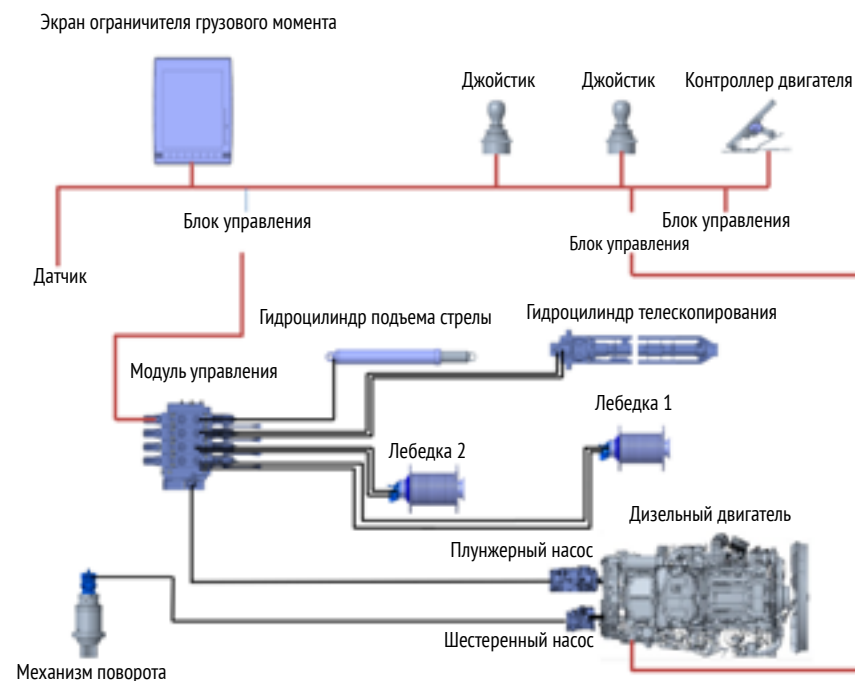 Экран ограничителя грузового момента
Джойстик
Джойстик
Контроллер двигателя
Блок управления
Блок управления
Блок управления
Датчик
Гидроцилиндр подъема стрелы
Гидроцилиндр телескопирования
Модуль управления
Лебедка 1
Лебедка 2
Дизельный двигатель
Плунжерный насос
Шестеренный насос
Механизм поворота